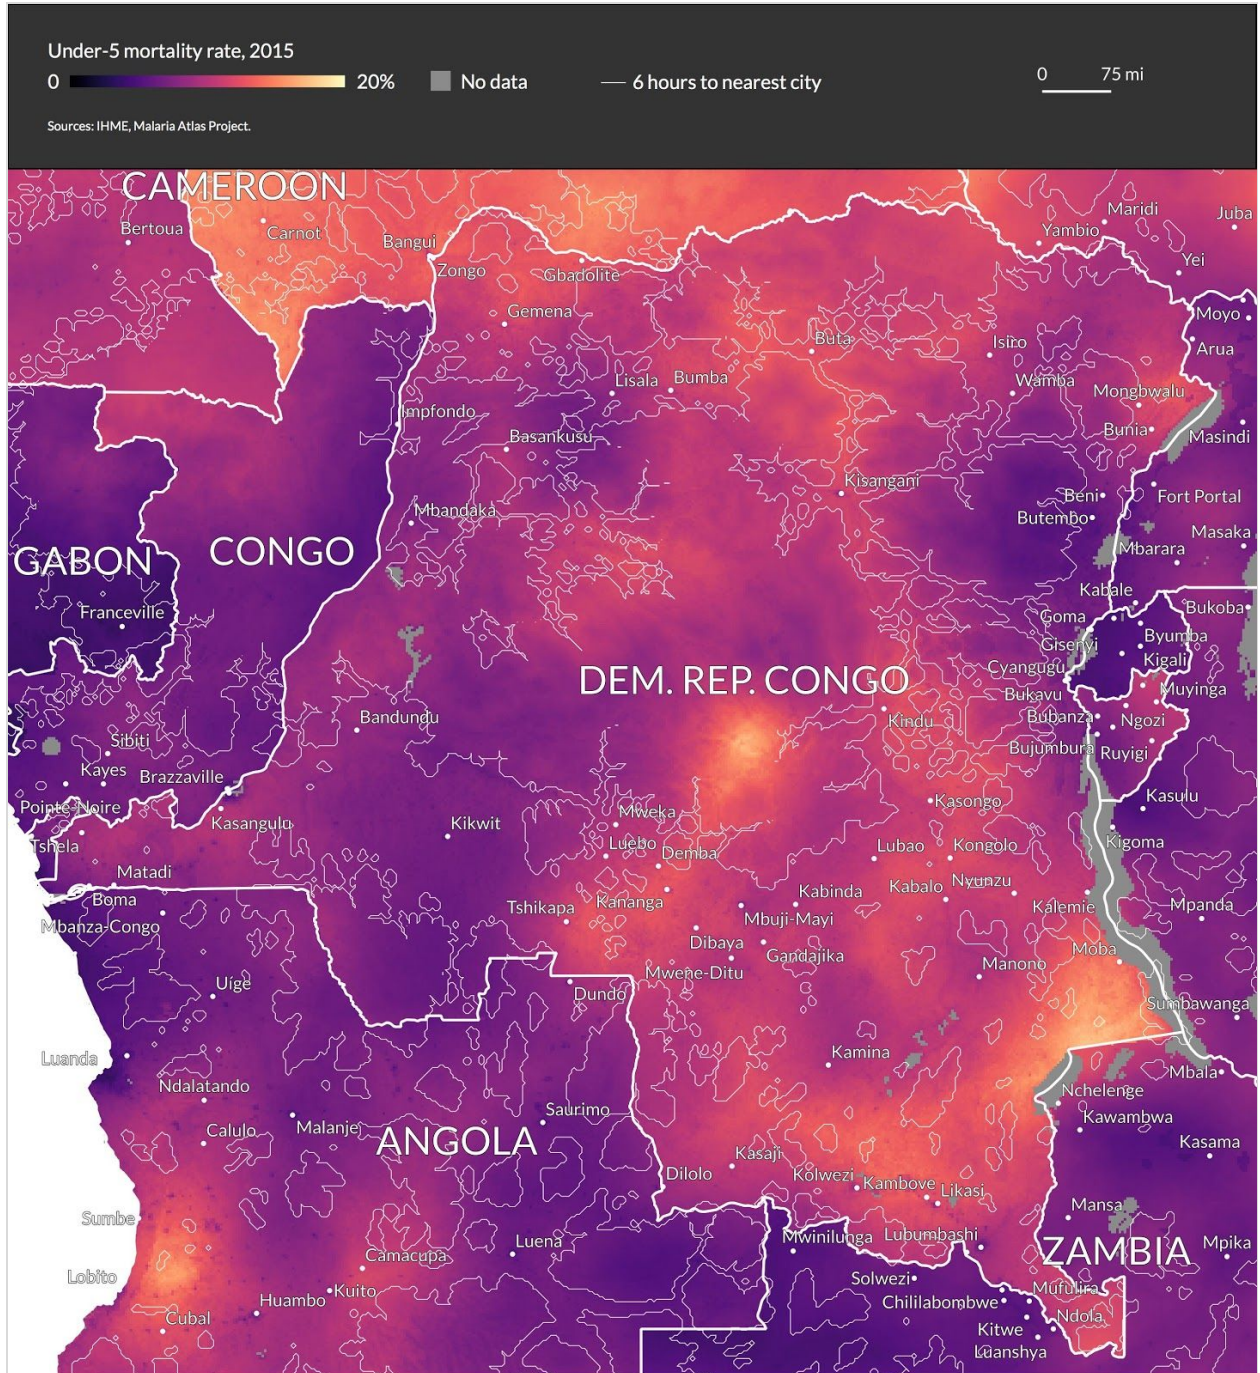 Under-5 mortality rate, 2015
0 20% No data 6 hours to nearest city
0 75 mi
Sources: IHME, Malaria Atlas Project.
CAMEROON
Maridi
Juba
Bertoua
Carnot
Bangui
Yambio
Zongo
Gbadolite
Yei
Gemena
Moyo
Buta
Isiro
Arua
Lisala
Bumba
Wamba
Mongbwalu
Impfondo
Basankusu
Bunia
Masindi
Kisangani
Beni
Fort Portal
Mbandaka
Butembo
Masaka
GABON
CONGO
Mbarara
Franceville
Kabale
Bukoba
Goma
Gisenyi
Byumba
Kigali
Cyangugu
DEM. REP. CONGO
Bukavu
Muyinga
Bandundu
Kindu
Bubanza
Ngozi
Sibiti
Bujumbura
Ruyigi
Kayes
Brazzaville
Kasongo
Kasulu
Pointe-Noire
Kasangulu
Kikwit
Mweka
Tshela
Luebo
Demba
Lubao
Kongolo
Kigoma
Matadi
Kabinda
Kabalo
Nyunzu
Boma
Tshikapa
Kananga
Mbuji-Mayi
Kalemie
Mpanda
Mbanza-Congo
Dibaya
Gandajika
Moba
Mwene-Ditu
Manono
Uíge
Dundo
Sumbawanga
Luanda
Kamina
Mbala
Ndalatando
Nchelenge
Saurimo
Kawambwa
Calulo
Malanje
ANGOLA
Kasama
Kasaji
Dilolo
Kolwezi
Kambove
Likasi
Mansa
Sumbe
Camacupa
Luena
Mwinilunga
Lubumbashi
ZAMBIA
Mpika
Lobito
Solwezi
Kuito
Mufulira
Huambo
Chililabombwe
Cubal
Ndola
Kitwe
Luanshya